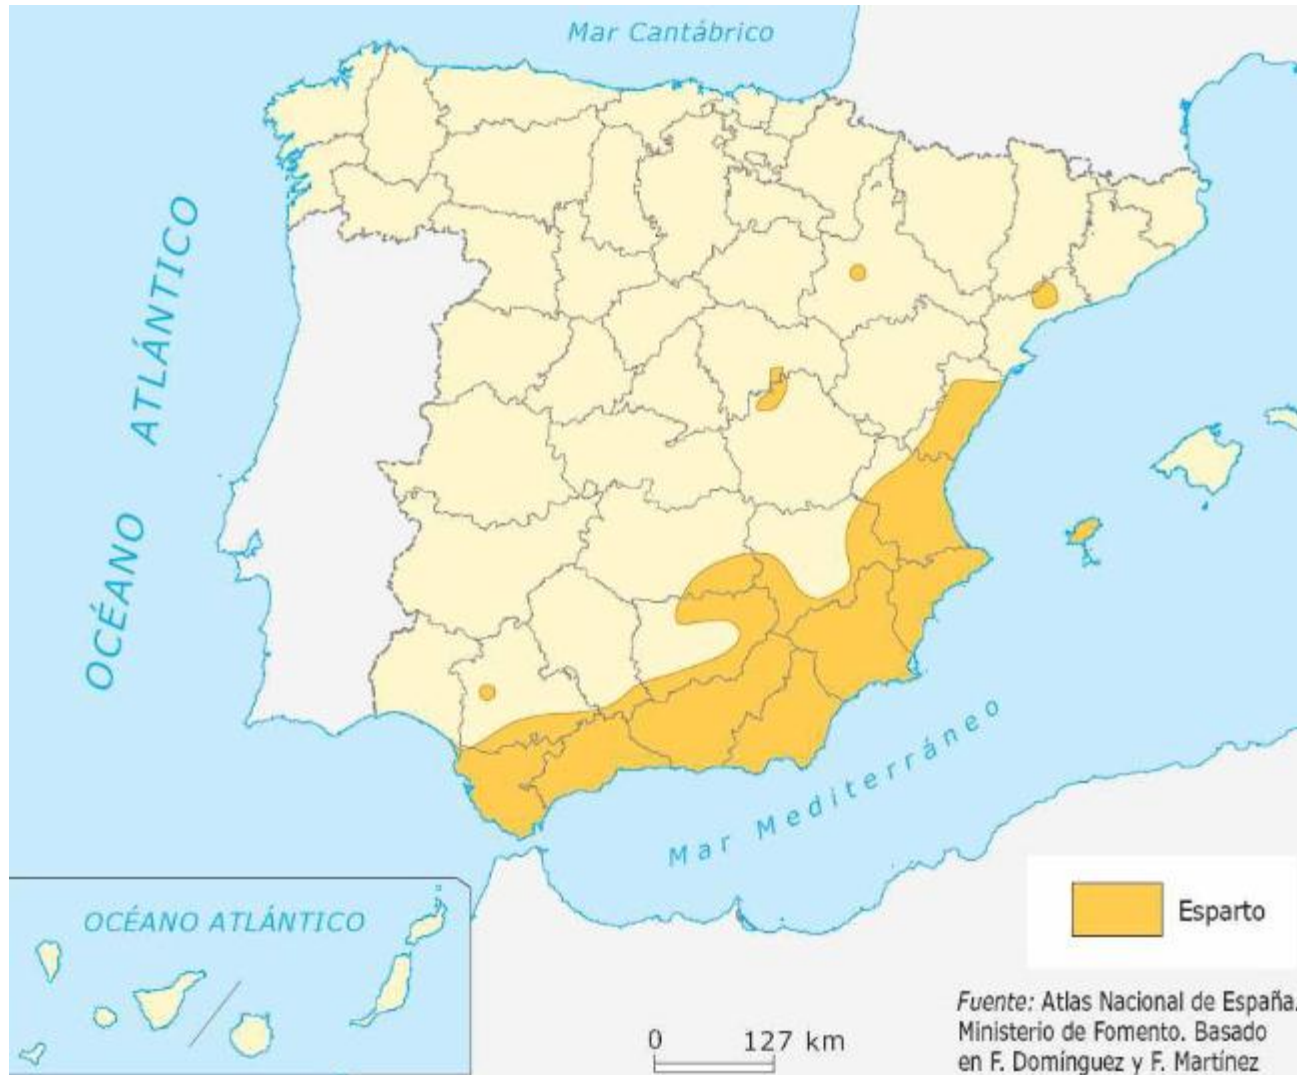 Mar Cantábrico
OCÉANO ATLÁNTICO
Mar Mediterráneo
OCÉANO ATLÁNTICO
Esparto
0 127 km
Fuente: Atlas Nacional de España.
Ministerio de Fomento. Basado
en F. Domínguez y F. Martínez